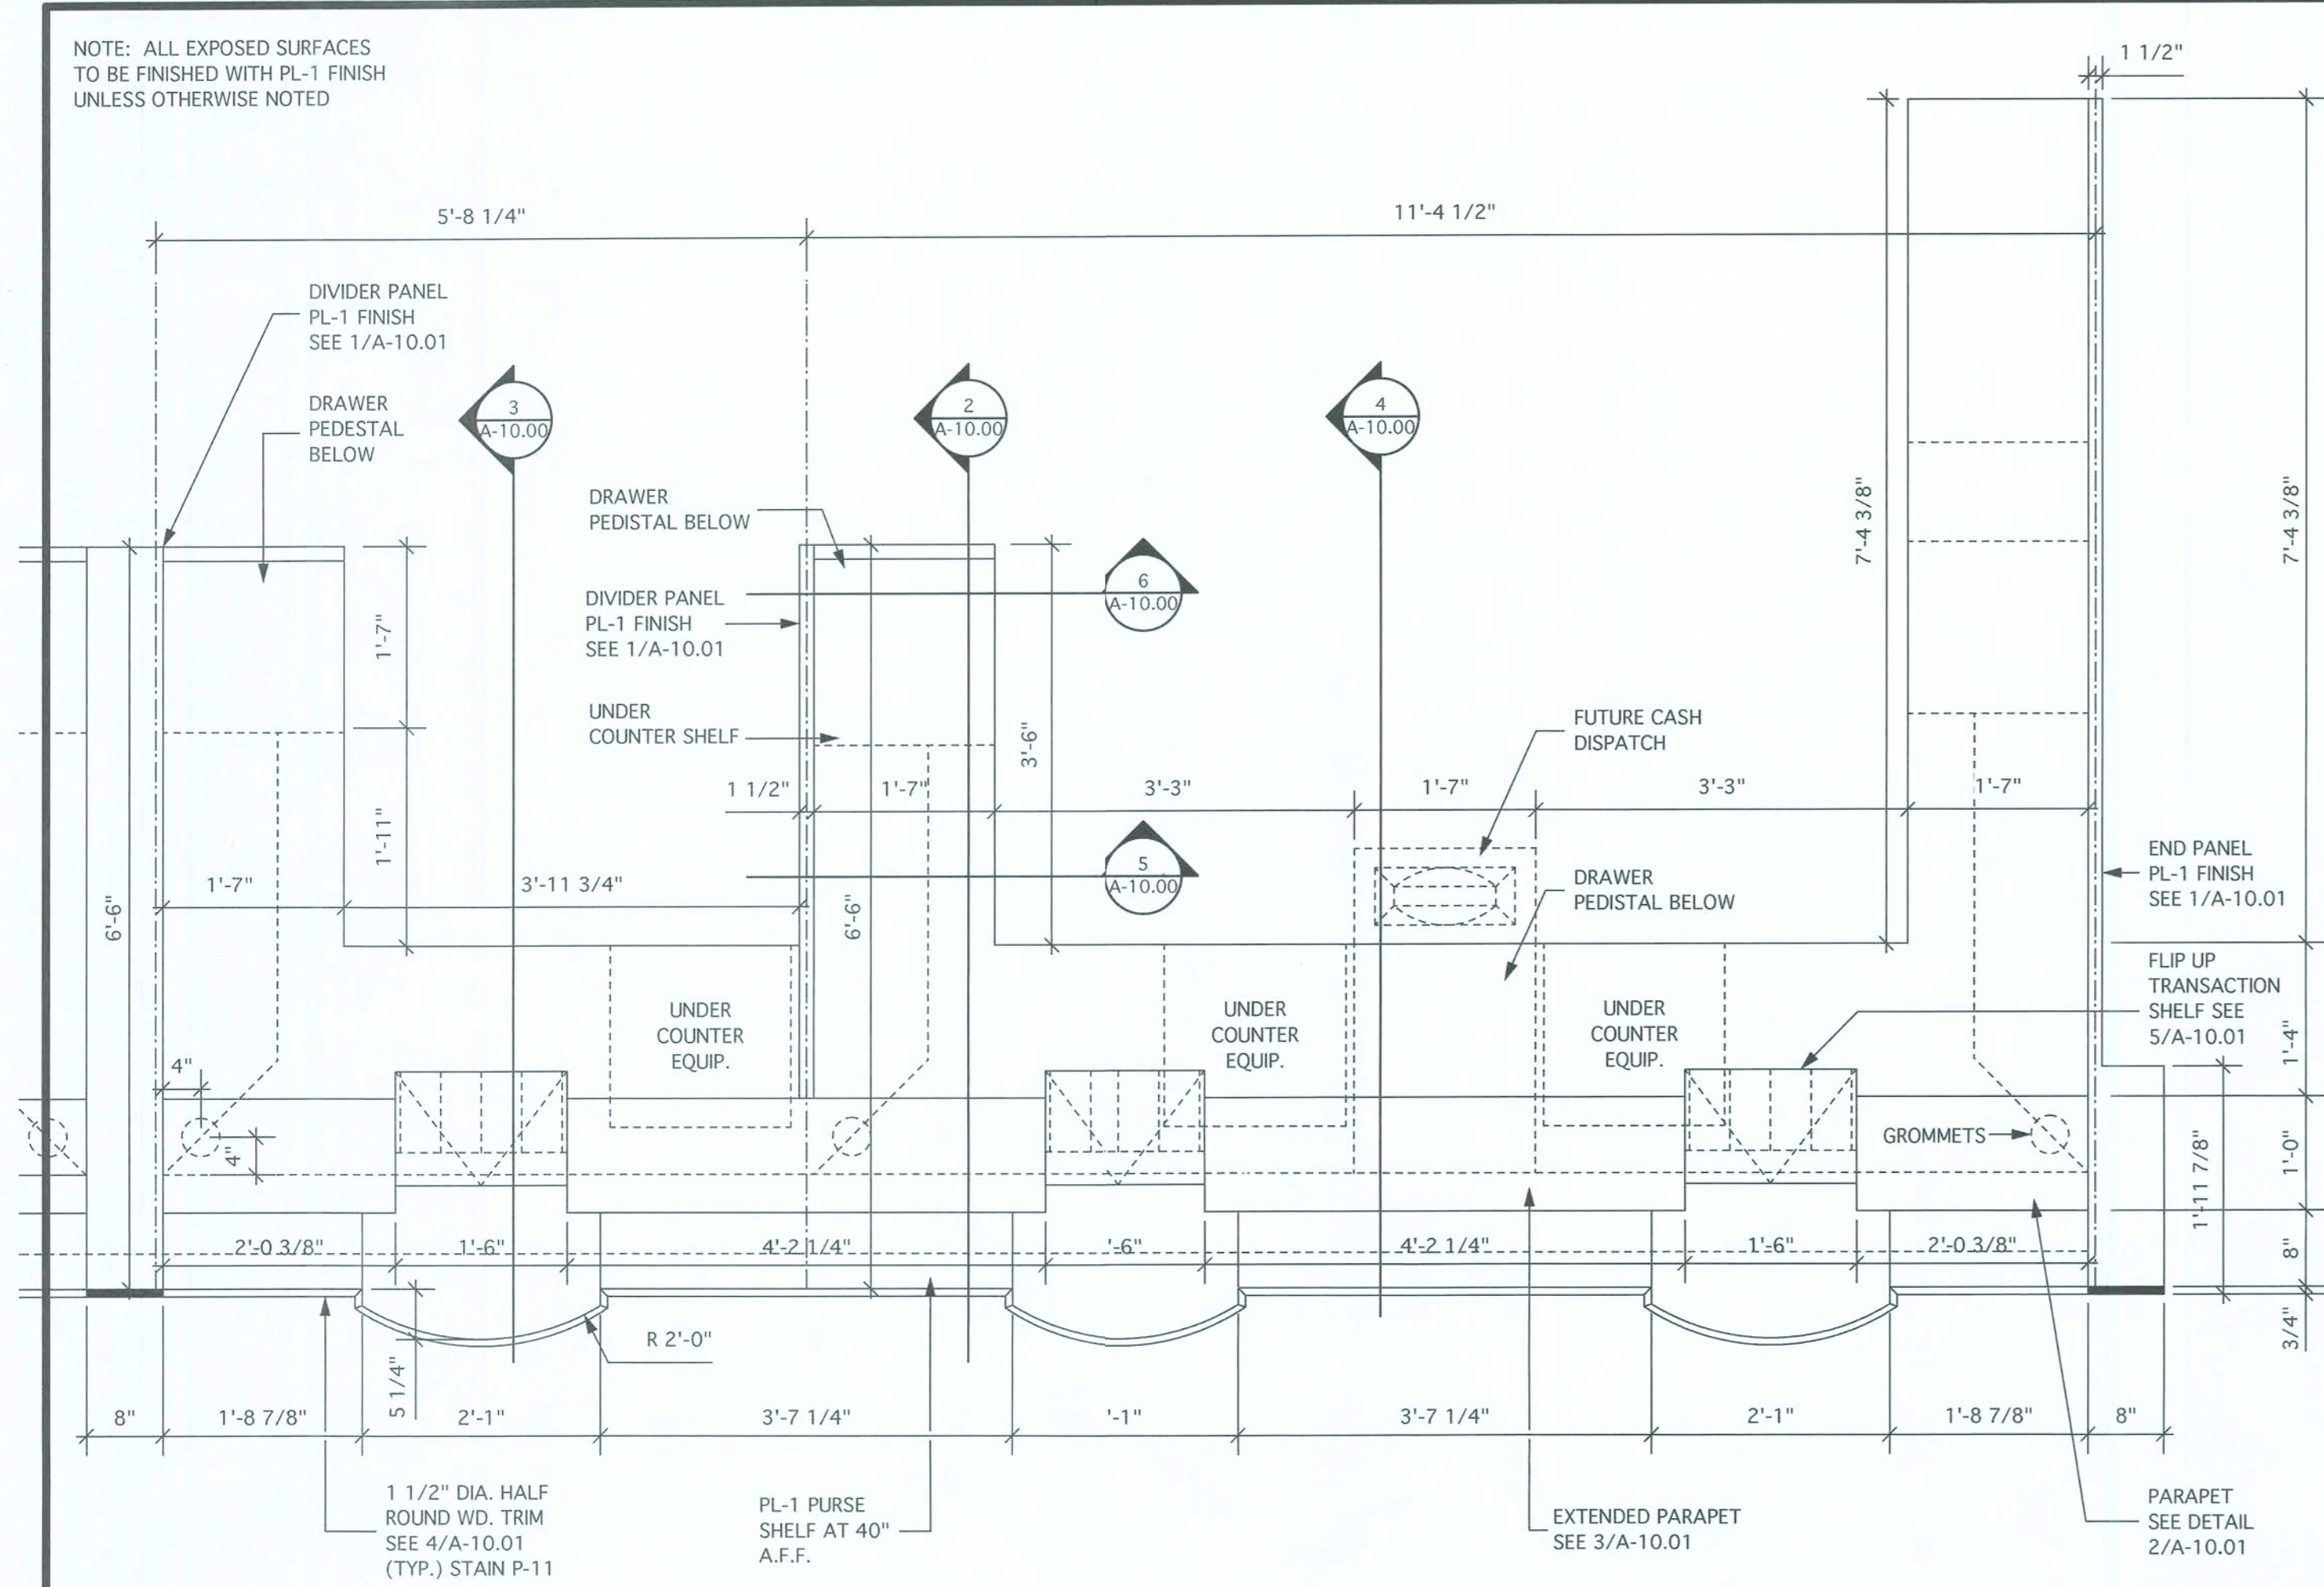 NOTE: ALL EXPOSED SURFACES
TO BE FINISHED WITH PL-1 FINISH
UNLESS OTHERWISE NOTED
1 1/2"
5'-8 1/4"
11'-4 1/2"
DIVIDER PANEL
PL-1 FINISH
SEE 1/A-10.01
DRAWER
PEDESTAL
BELOW
3
A-10.00
2
A-10.00
4
A-10.00
DRAWER
PEDISTAL BELOW
7'-4 3/8"
7'-4 3/8"
DIVIDER PANEL
PL-1 FINISH
SEE 1/A-10.01
6
A-10.00
1'-7"
UNDER
COUNTER SHELF
3'-6"
FUTURE CASH
DISPATCH
1 1/2"
1'-7"
3'-3"
1'-7"
3'-3"
1'-7"
1'-11"
6'-6"
1'-7"
3'-11 3/4"
6'-6"
5
A-10.00
DRAWER
PEDISTAL BELOW
END PANEL
PL-1 FINISH
SEE 1/A-10.01
FLIP UP
TRANSACTION
SHELF SEE
5/A-10.01
UNDER
COUNTER
EQUIP.
UNDER
COUNTER
EQUIP.
UNDER
COUNTER
EQUIP.
1'-4"
4"
4"
GROMMETS
1'-0"
1'-11 7/8"
2'-0 3/8"
1'-6"
4'-2 1/4"
'-6"
4'-2 1/4"
1'-6"
2'-0 3/8"
8"
R 2'-0"
3/4"
5 1/4"
8"
1'-8 7/8"
2'-1"
3'-7 1/4"
'-1"
3'-7 1/4"
2'-1"
1'-8 7/8"
8"
1 1/2" DIA. HALF
ROUND WD. TRIM
SEE 4/A-10.01
(TYP.) STAIN P-11
PL-1 PURSE
SHELF AT 40"
A.F.F.
EXTENDED PARAPET
SEE 3/A-10.01
PARAPET
SEE DETAIL
2/A-10.01